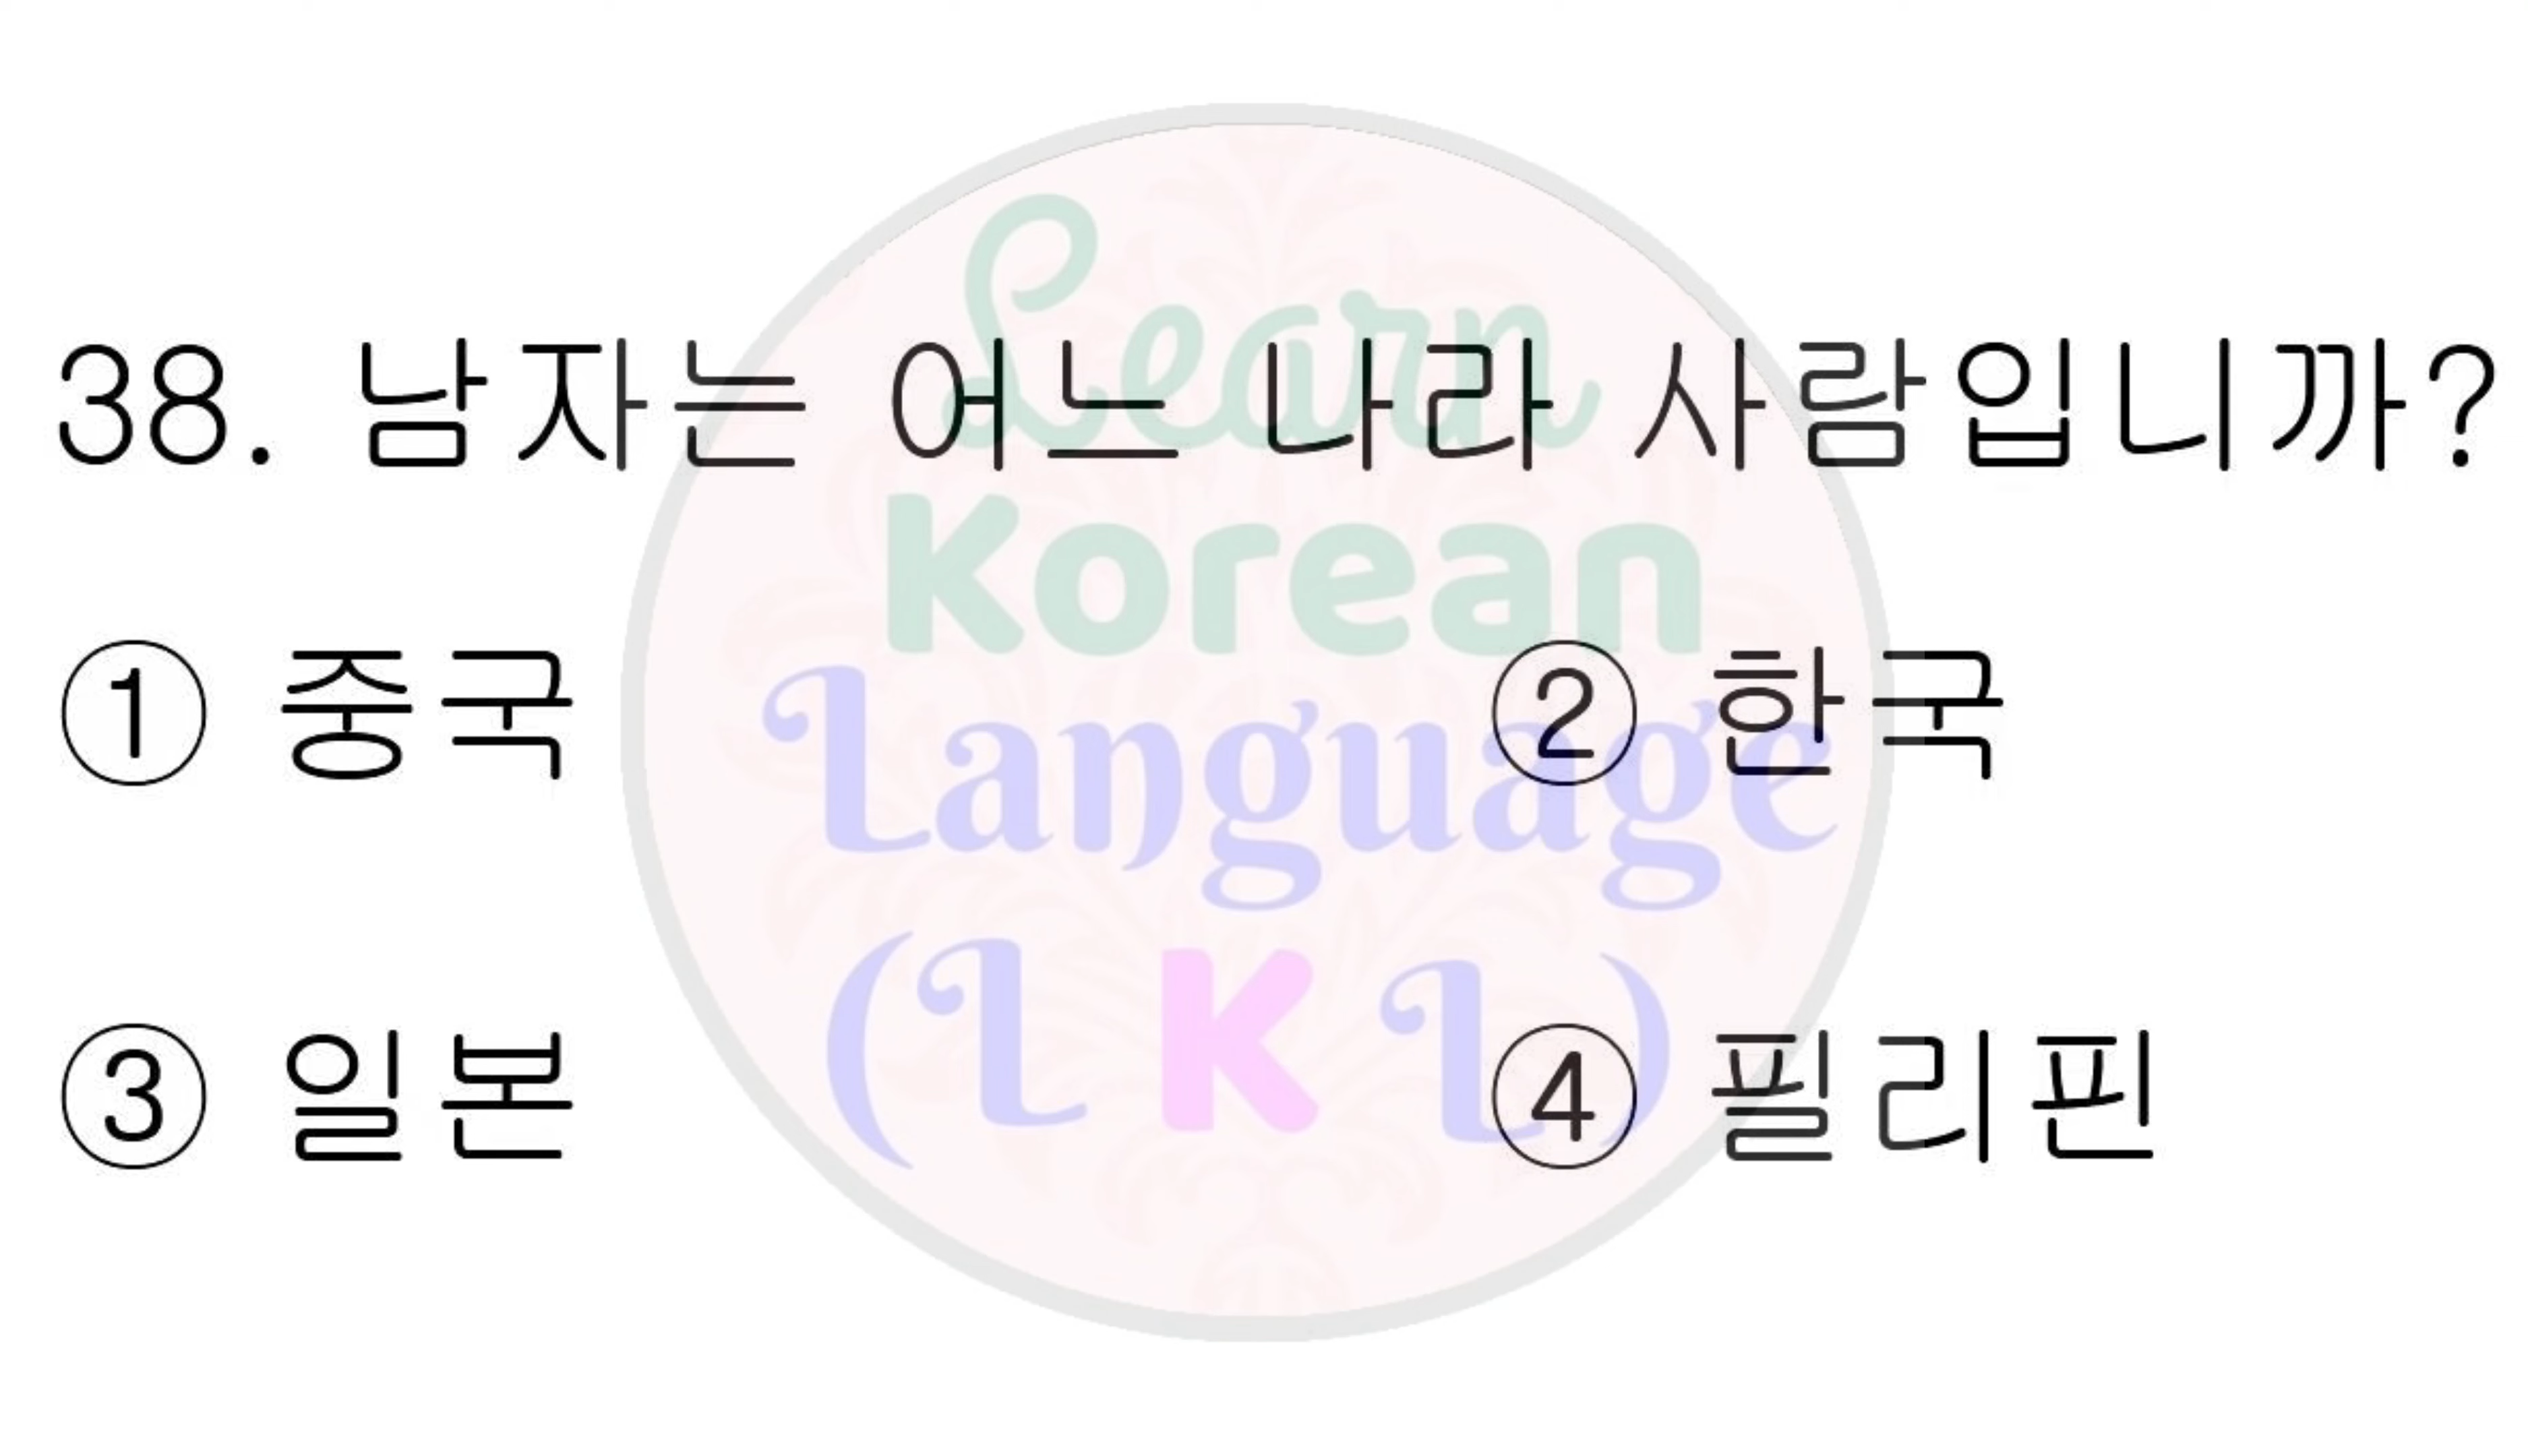 38. 남자는 어느 나라 사람입니까?
① 중국 ② 한국
③ 일본 ④ 필리핀
Learn
Korean
Language
(L K L)